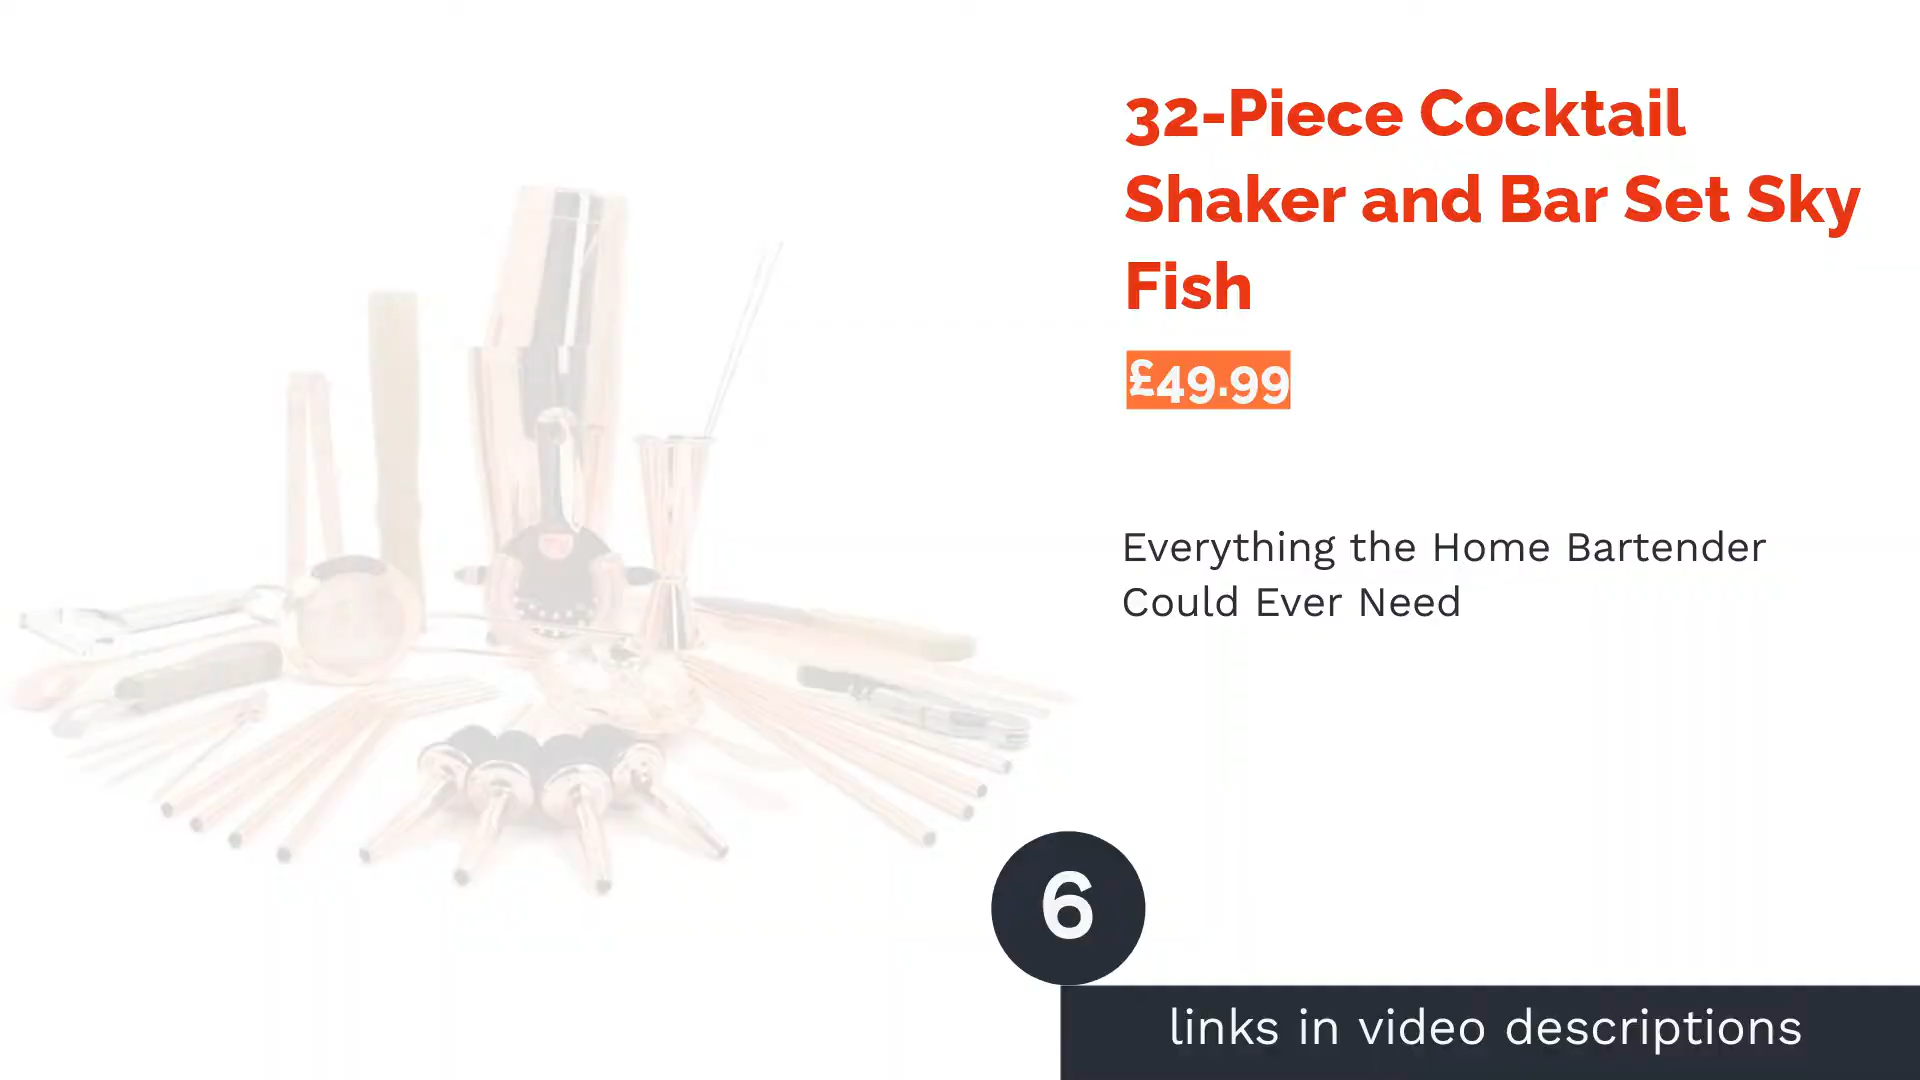 32-Piece Cocktail
Shaker and Bar Set Sky
Fish
£49.99
Everything the Home Bartender
Could Ever Need
6
links in video descriptions